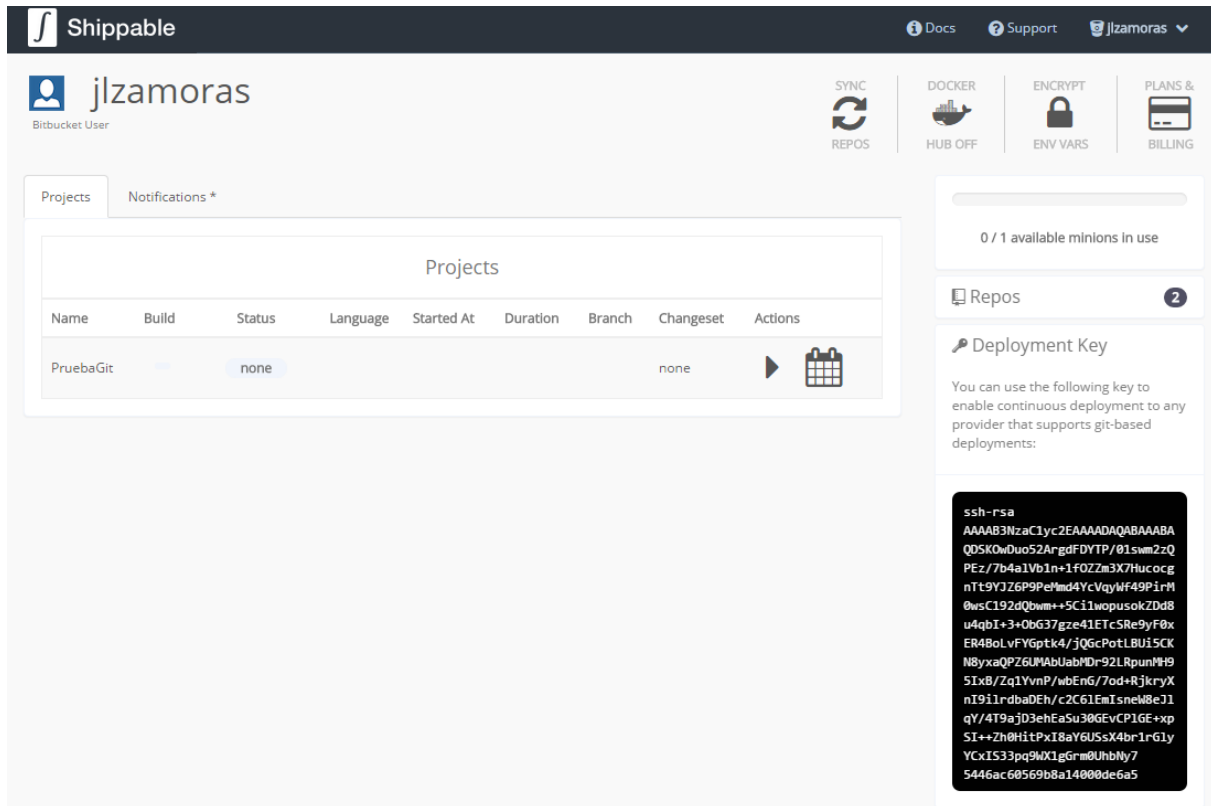 Shippable
Docs
Support
jlzamoras
jlzamoras
Bitbucket User
SYNC
REPOS
DOCKER
HUB OFF
ENCRYPT
ENV VARS
PLANS &
BILLING
Projects
Notifications *
Projects
Name Build Status Language Started At Duration Branch Changeset Actions
PruebaGit none none
0 / 1 available minions in use
Repos 2
Deployment Key
You can use the following key to
enable continuous deployment to any
provider that supports git-based
deployments:
ssh-rsa
AAAAB3NzaC1yc2EAAAADAQABAAABA
QDSKOwDuo52ArgdFDYTP/01swm2zQ
PEz/7b4alVb1n+1fOZZm3X7Hucocg
nTt9YJZ6P9PeMmd4YcVqyWf49PirM
0wsC192dQbwm++5Ci1wopusokZDd8
u4qbI+3+ObG37gze41ETcSRe9yF0x
ER4BoLvFYGptk4/jQGcPotLBUi5CK
N8yxaQPZ6UMAbUabMDr92LRpunMH9
5IxB/Zq1YvnP/wbEnG/7od+RjkryX
nI9ilrdbaDEh/c2C6lEmIsneW8eJl
qY/4T9ajD3ehEaSu30GEvCPlGE+xp
SI++Zh0HitPxI8aY6USsX4br1rGly
YCxIS33pq9WX1gGrm0UhbNy7
5446ac60569b8a14000de6a5